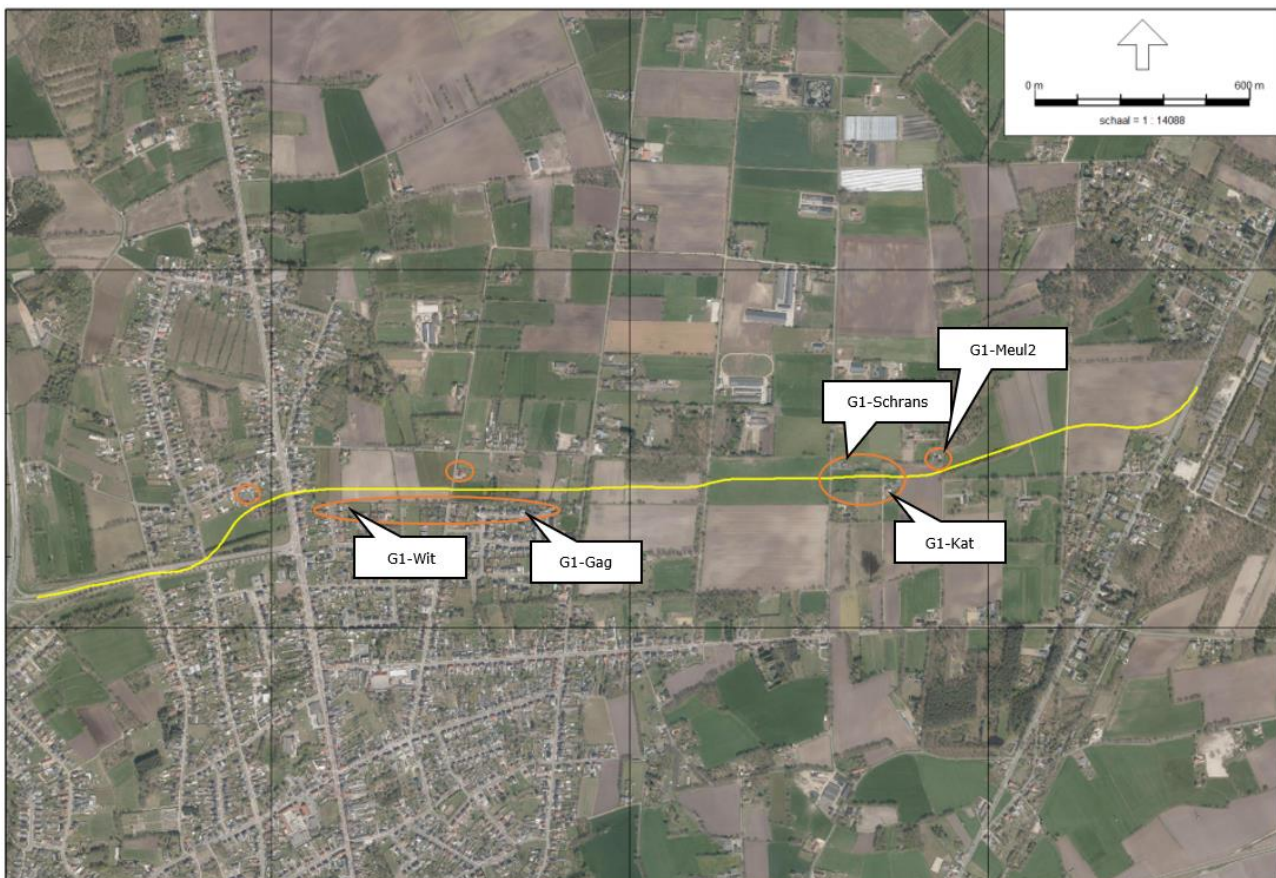 0 m 600 m
schaal = 1 : 14088
G1-Meul2
G1-Schrans
G1-Kat
G1-Wit
G1-Gag